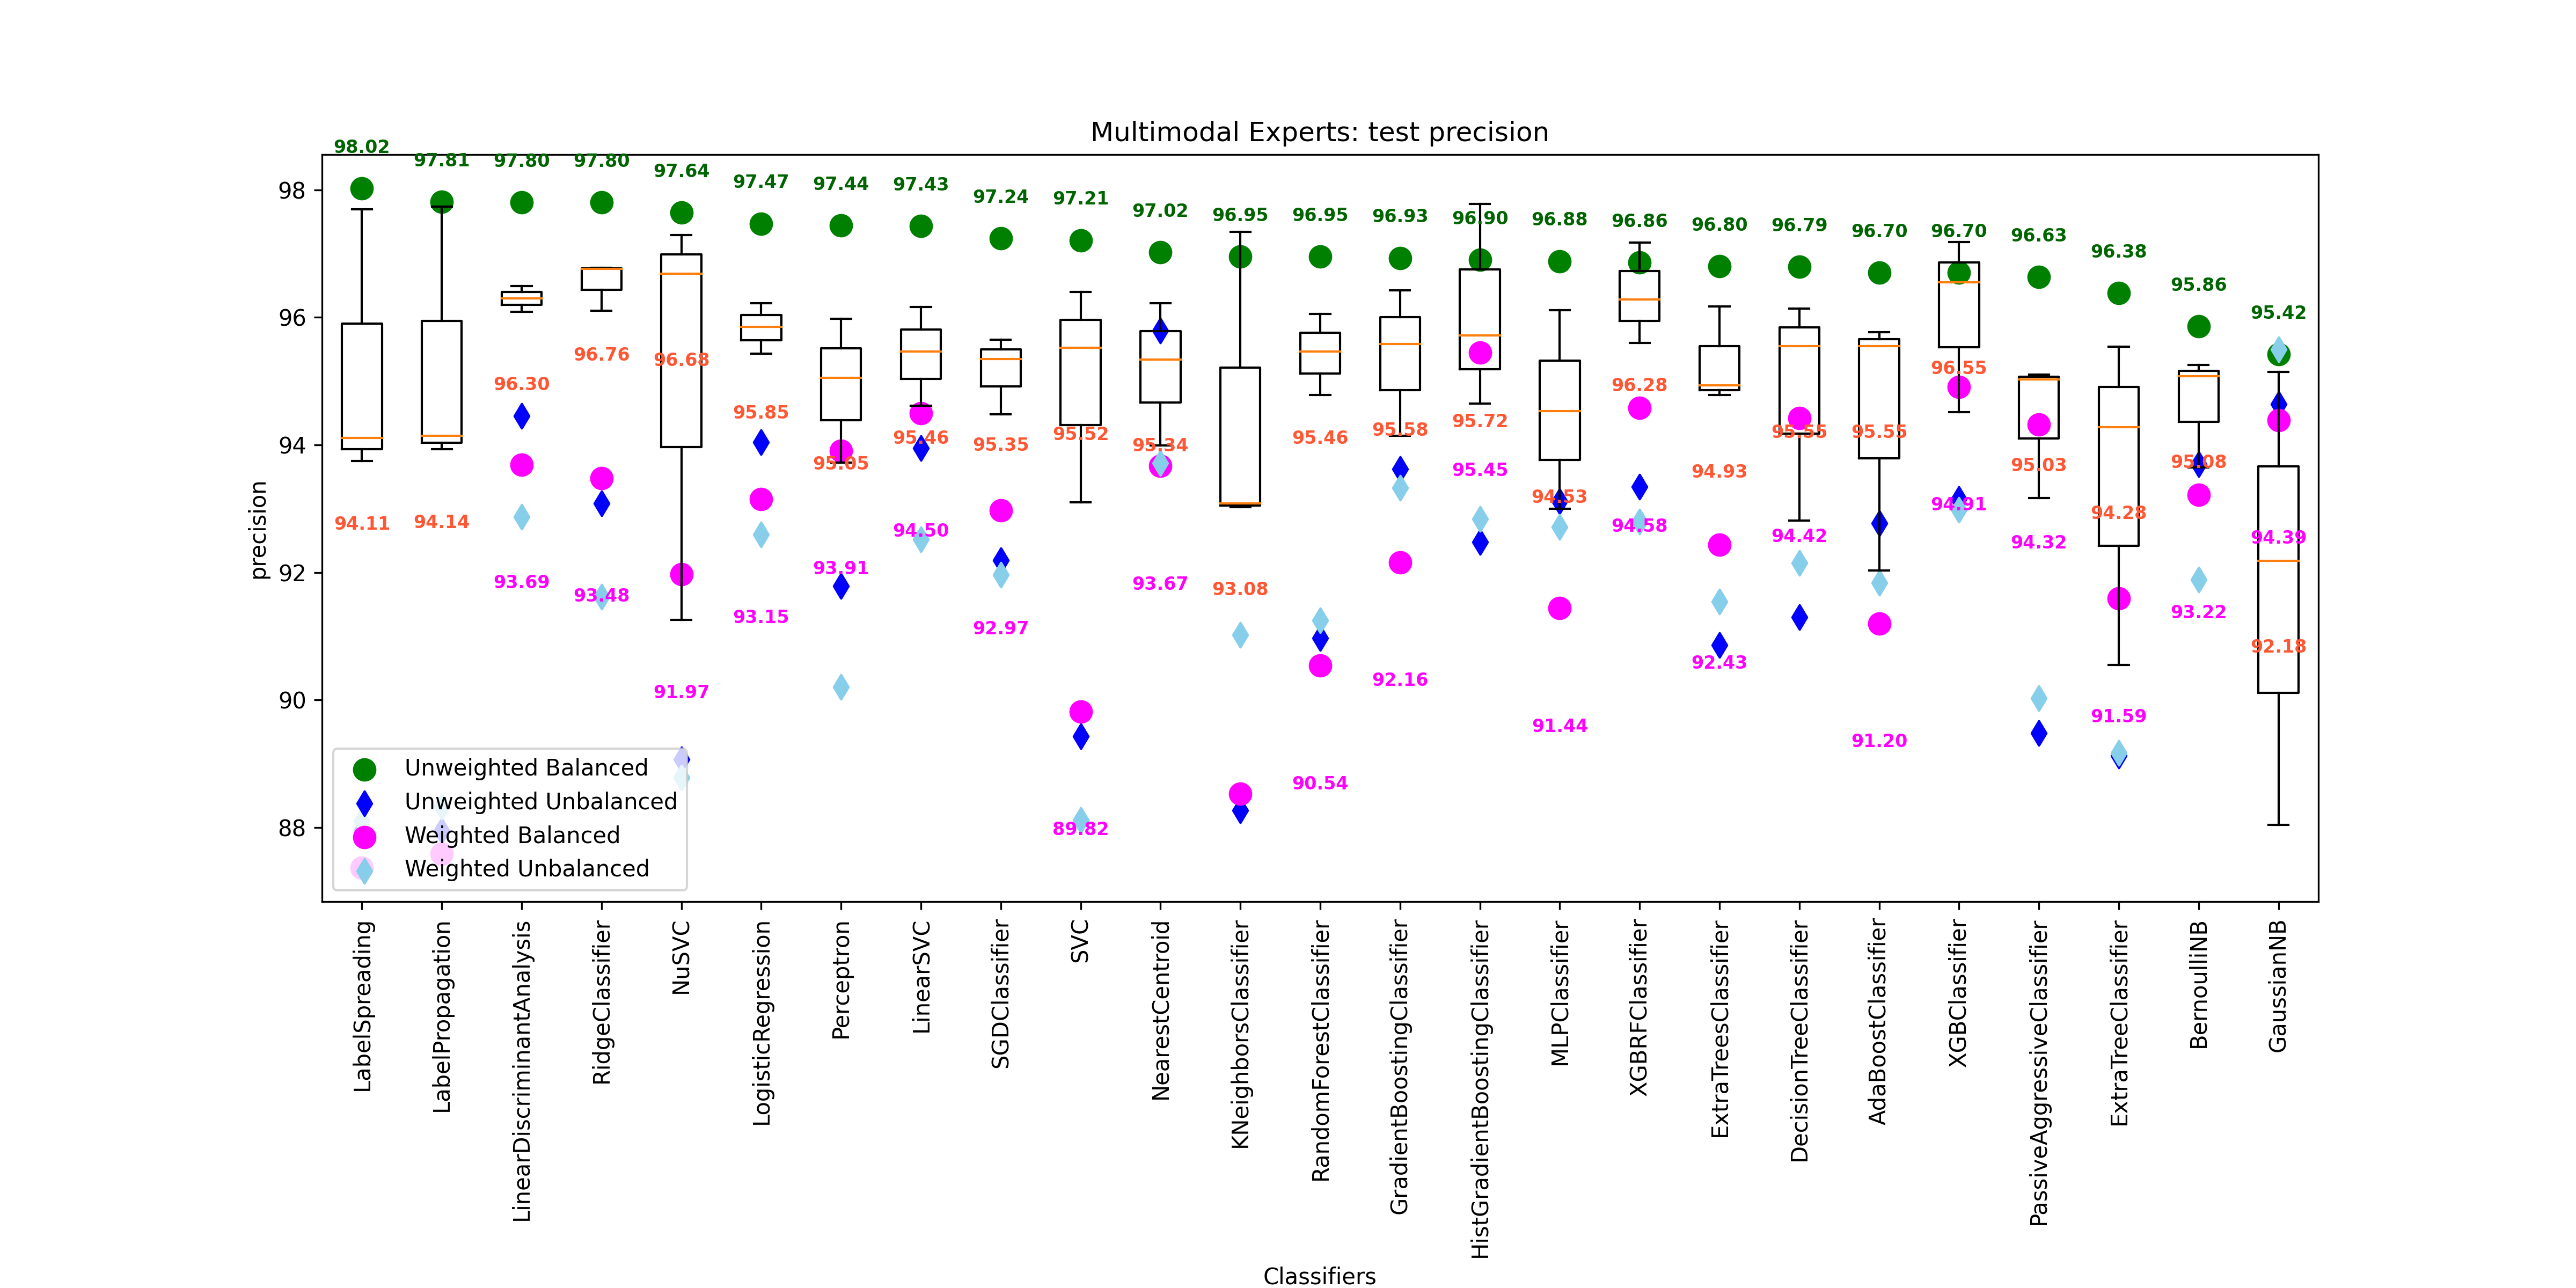 Multimodal Experts: test precision
98.02
97.81
97.80
97.80
97.64
97.47
97.44
97.43
97.24
97.21
97.02
96.95
96.95
96.93
96.90
96.88
96.86
96.80
96.79
96.70
96.70
96.63
96.38
95.86
95.42
94.11
94.14
96.30
96.76
96.68
95.85
95.05
95.46
95.35
95.52
95.34
93.08
95.46
95.58
95.72
94.53
96.28
94.93
95.55
95.55
96.55
95.03
94.28
95.08
92.18
93.69
93.48
91.97
93.15
93.91
94.50
92.97
89.82
93.67
90.54
92.16
95.45
91.44
94.58
92.43
94.42
91.20
94.91
94.32
91.59
93.22
94.39
98
96
94
92
90
88
precision
Unweighted Balanced
Unweighted Unbalanced
Weighted Balanced
Weighted Unbalanced
LabelSpreading
LabelPropagation
LinearDiscriminantAnalysis
RidgeClassifier
NuSVC
LogisticRegression
Perceptron
LinearSVC
SGDClassifier
SVC
NearestCentroid
KNeighborsClassifier
RandomForestClassifier
GradientBoostingClassifier
HistGradientBoostingClassifier
MLPClassifier
XGBRFClassifier
ExtraTreesClassifier
DecisionTreeClassifier
AdaBoostClassifier
XGBClassifier
PassiveAggressiveClassifier
ExtraTreeClassifier
BernoulliNB
GaussianNB
Classifiers